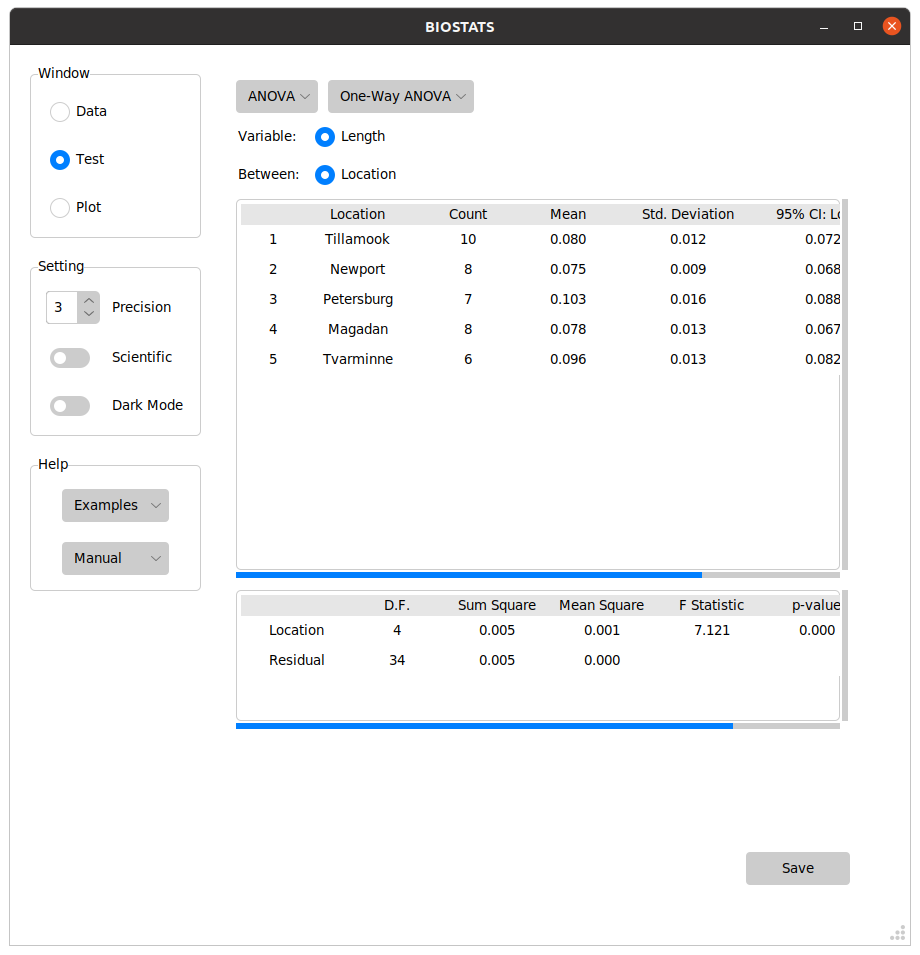 BIOSTATS
Window
Data
Test
Plot
Setting
3 Precision
Scientific
Dark Mode
Help
Examples
Manual
ANOVA One-Way ANOVA
Variable: Length
Between: Location
Location Count Mean Std. Deviation 95% CI: Lo
1 Tillamook 10 0.080 0.012 0.072
2 Newport 8 0.075 0.009 0.068
3 Petersburg 7 0.103 0.016 0.088
4 Magadan 8 0.078 0.013 0.067
5 Tvarminne 6 0.096 0.013 0.082
D.F. Sum Square Mean Square F Statistic p-value
Location 4 0.005 0.001 7.121 0.000
Residual 34 0.005 0.000
Save